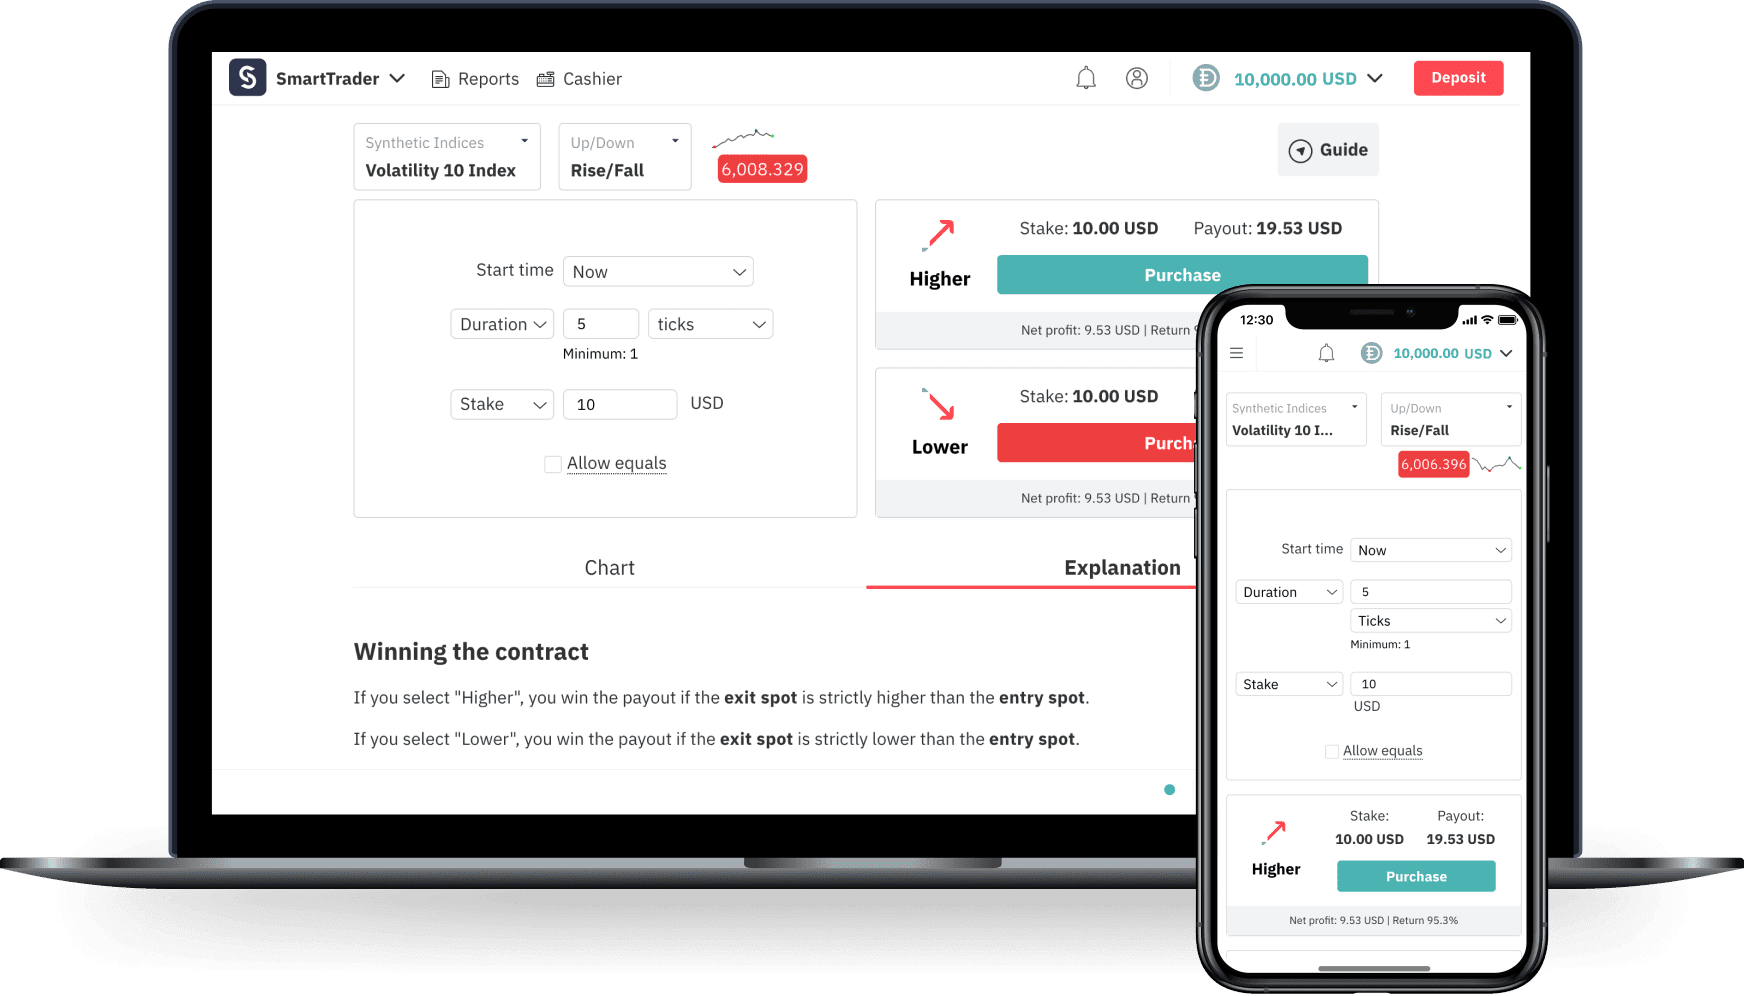 SmartTrader Reports Cashier 10,000.00 USD Deposit
Synthetic Indices Up/Down
Volatility 10 Index Rise/Fall 6,008.329 Guide
Start time Now
Duration 5 ticks
Minimum: 1
Stake 10 USD
Allow equals
Stake: 10.00 USD Payout: 19.53 USD
Higher Purchase
Net profit: 9.53 USD | Return
Stake: 10.00 USD
Lower
Net profit: 9.53 USD | Return
Chart Explanation
Winning the contract
If you select "Higher", you win the payout if the exit spot is strictly higher than the entry spot.
If you select "Lower", you win the payout if the exit spot is strictly lower than the entry spot.
12:30
10,000.00 USD
Synthetic Indices Up/Down
Volatility 10 I... Rise/Fall
6,006.396
Start time Now
Duration 5
Ticks
Minimum: 1
Stake 10
USD
Allow equals
Stake: Payout:
10.00 USD 19.53 USD
Higher Purchase
Net profit: 9.53 USD | Return 95.3%